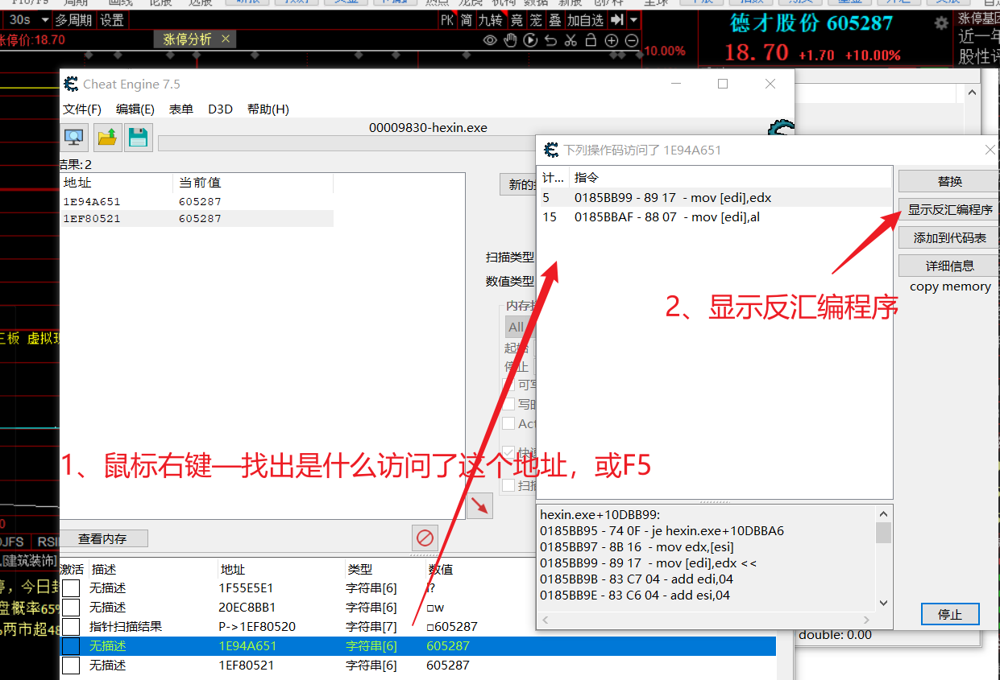 30s 多周期 设置
PK 简 九转 竞 笼 叠 加自选
德才股份 605287
涨停基因
涨停价:18.70
涨停分析 ×
10.00%
18.70 +1.70 +10.00%
近一年
股性评
Cheat Engine 7.5
文件(F) 编辑(E) 表单 D3D 帮助(H)
00009830-hexin.exe
结果:2
地址 当前值
1E94A651 605287
1EF80521 605287
新的扫
扫描类型
数值类型
内存扫
All
起始
停止
可写
写时
Act
快速
扫描
下列操作码访问了 1E94A651
计... 指令
5 0185BB99 - 89 17 - mov [edi],edx
15 0185BBAF - 88 07 - mov [edi],al
替换
显示反汇编程序
添加到代码表
详细信息
copy memory
2、显示反汇编程序
1、鼠标右键—找出是什么访问了这个地址，或F5
三板 虚拟现
hexin.exe+10DBB99:
0185BB95 - 74 0F - je hexin.exe+10DBBA6
0185BB97 - 8B 16 - mov edx,[esi]
0185BB99 - 89 17 - mov [edi],edx <<
0185BB9B - 83 C7 04 - add edi,04
0185BB9E - 83 C6 04 - add esi,04
停止
double: 0.00
查看内存
DJFS RSI
[建筑装饰]
停，今日封
盘概率65%
两市超48
激活 描述 地址 类型 数值
无描述 1F55E5E1 字符串[6] l?
无描述 20EC8BB1 字符串[6] □w
指针扫描结果 P->1EF80520 字符串[7] □605287
无描述 1E94A651 字符串[6] 605287
无描述 1EF80521 字符串[6] 605287